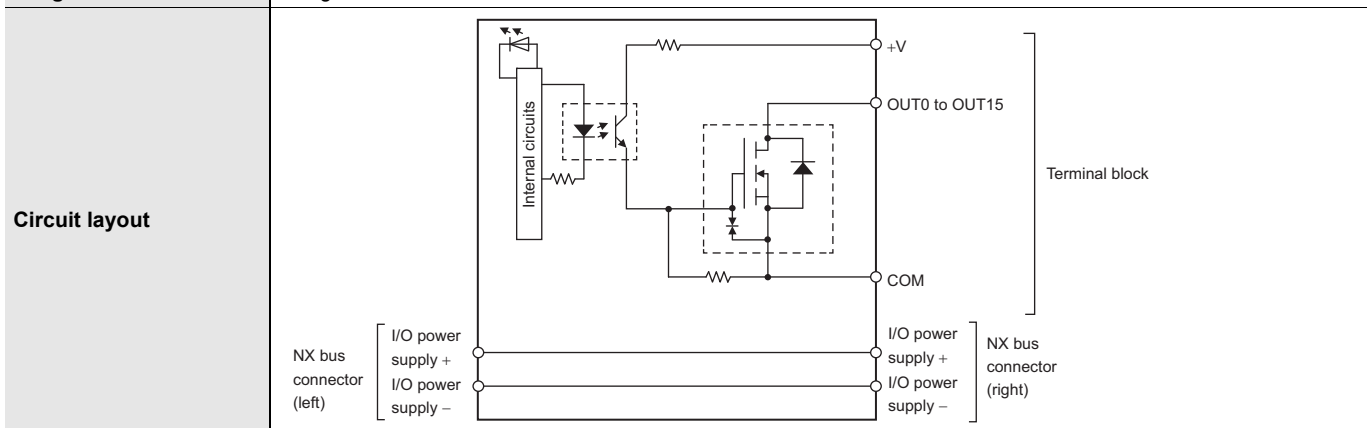 +V
OUT0 to OUT15
Internal circuits
Terminal block
Circuit layout
COM
I/O power
supply +
I/O power
supply −
NX bus
connector
(left)
I/O power
supply +
I/O power
supply −
NX bus
connector
(right)